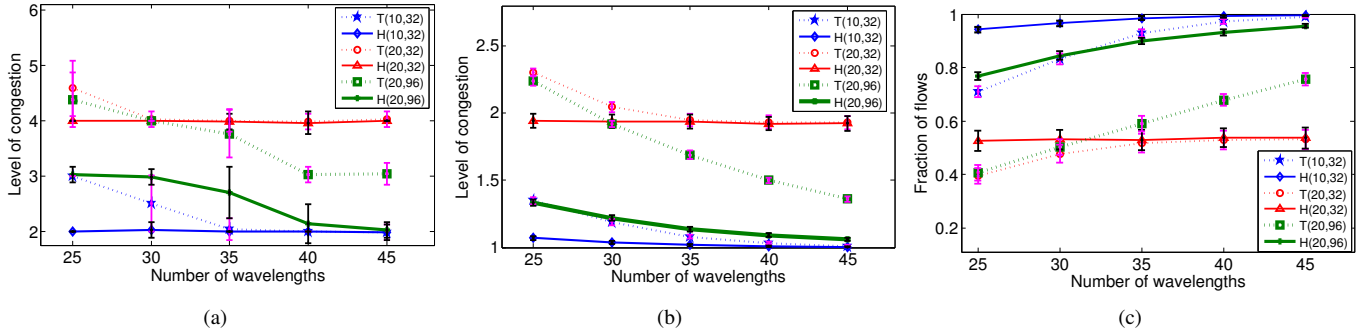 6
5
4
3
2
25 30 35 40 45
Level of congestion
Number of wavelengths
T(10,32)
H(10,32)
T(20,32)
H(20,32)
T(20,96)
H(20,96)
(a)
2.5
2
1.5
1
25 30 35 40 45
Level of congestion
Number of wavelengths
T(10,32)
H(10,32)
T(20,32)
H(20,32)
T(20,96)
H(20,96)
(b)
1
0.8
0.6
0.4
0.2
25 30 35 40 45
Fraction of flows
Number of wavelengths
T(10,32)
H(10,32)
T(20,32)
H(20,32)
T(20,96)
H(20,96)
(c)